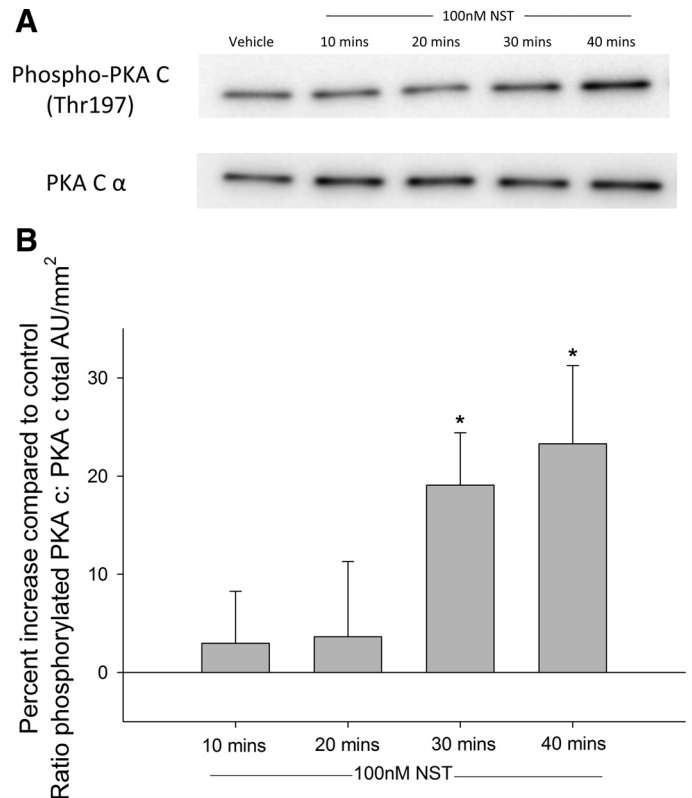 A
100nM NST
Vehicle 10 mins 20 mins 30 mins 40 mins
Phospho-PKA C
(Thr197)
PKA C α
B
Percent increase compared to control
Ratio phosphorylated PKA c: PKA c total AU/mm2
30
20
10
0
*
*
10 mins 20 mins 30 mins 40 mins
100nM NST